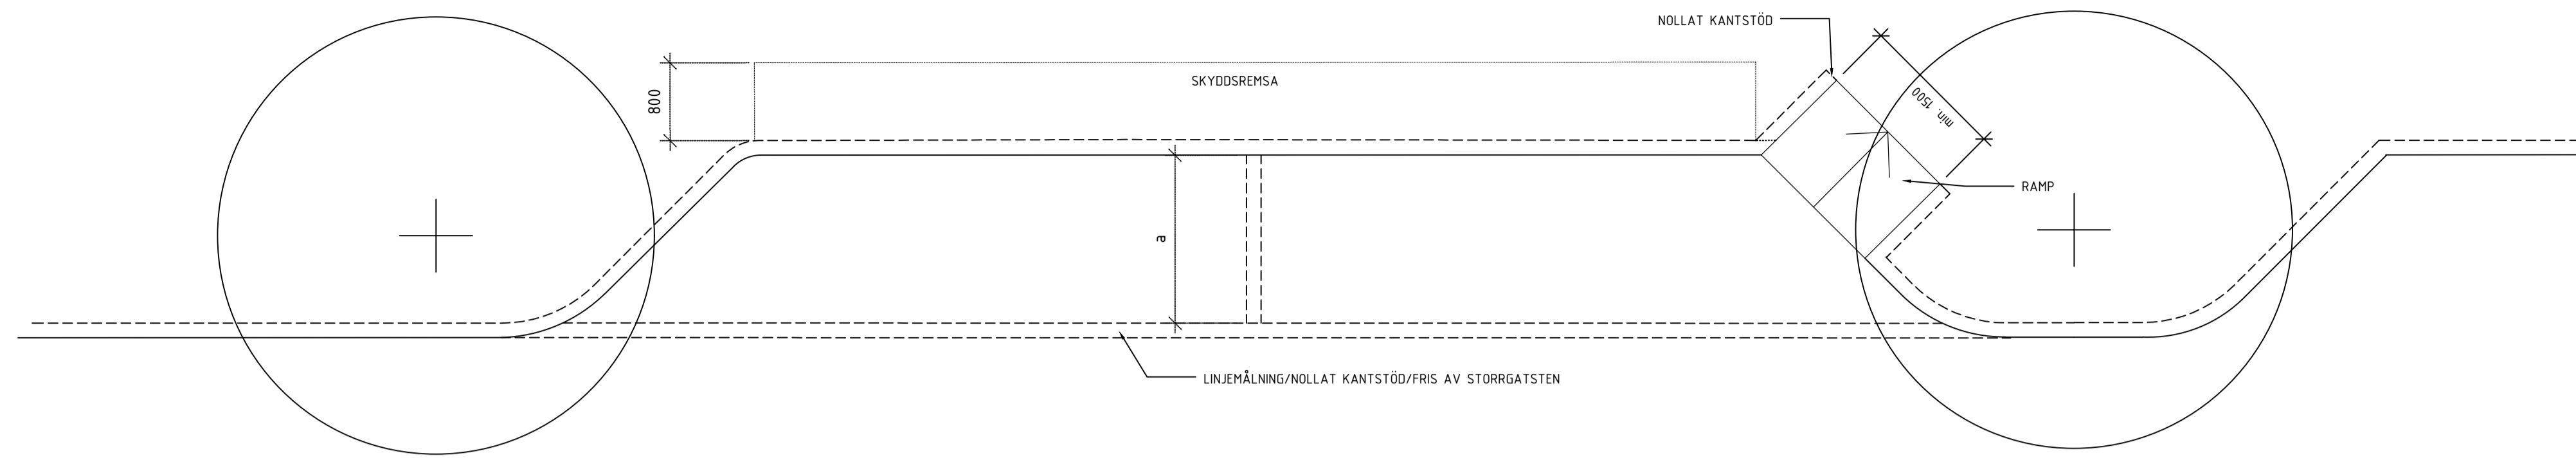 NOLLAT KANTSTÖD
SKYDDSREMSA
800
min. 1500
RAMP
a
LINJEMÅLNING/NOLLAT KANTSTÖD/FRIS AV STORRGATSTEN